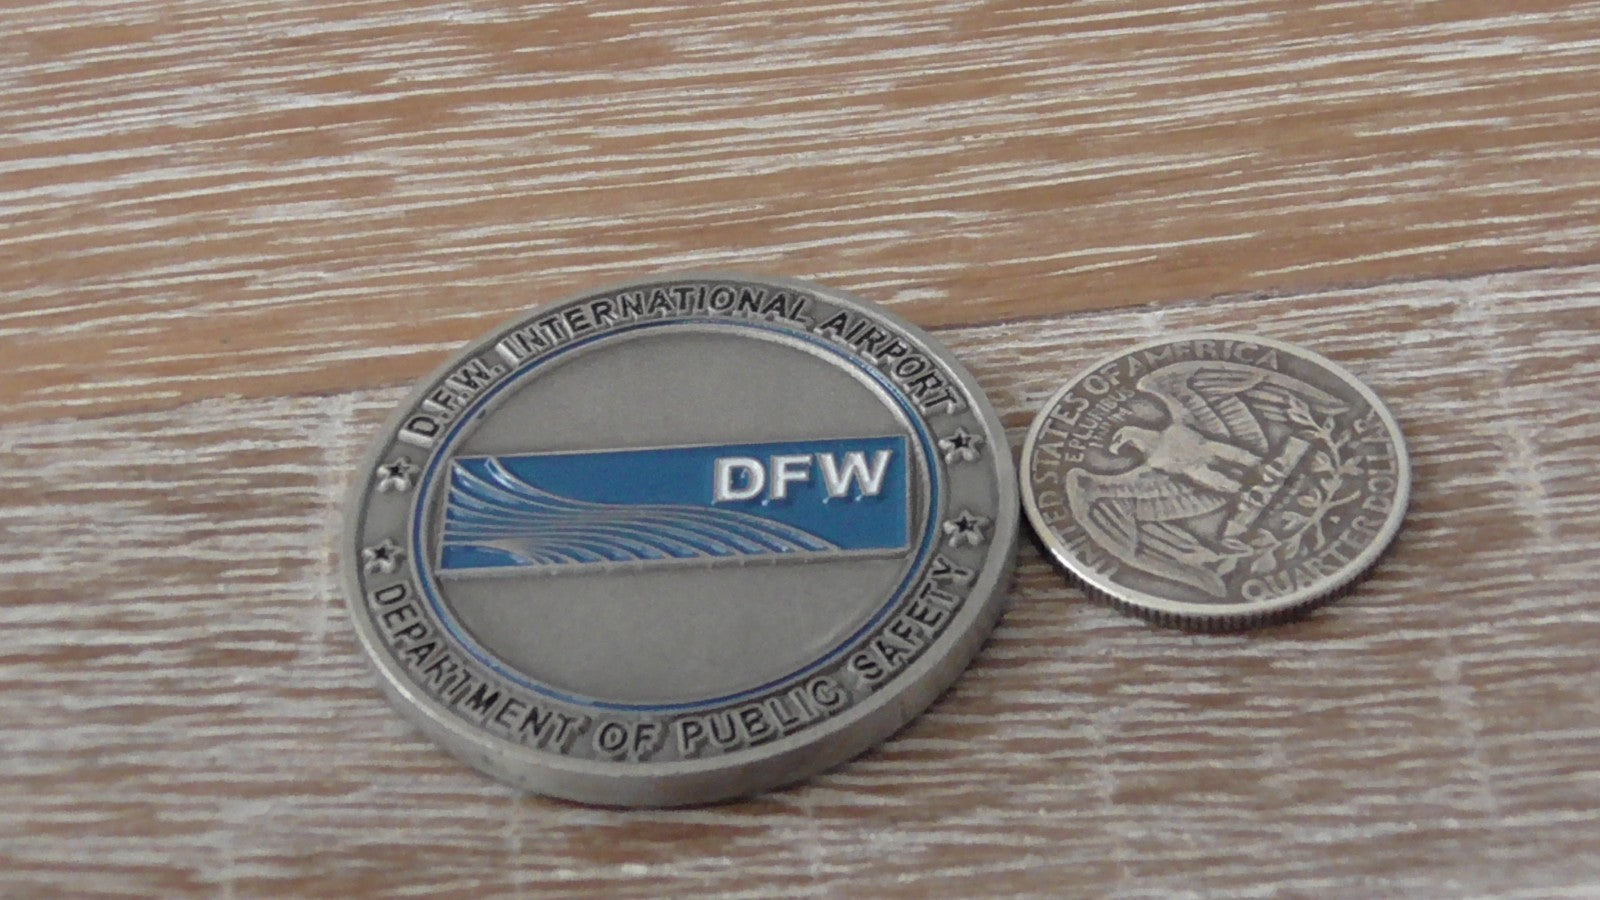 D.F.W. INTERNATIONAL AIRPORT
DFW
DEPARTMENT OF PUBLIC SAFETY
UNITED STATES OF AMERICA
E PLURIBUS
UNUM
QUARTER DOLLAR